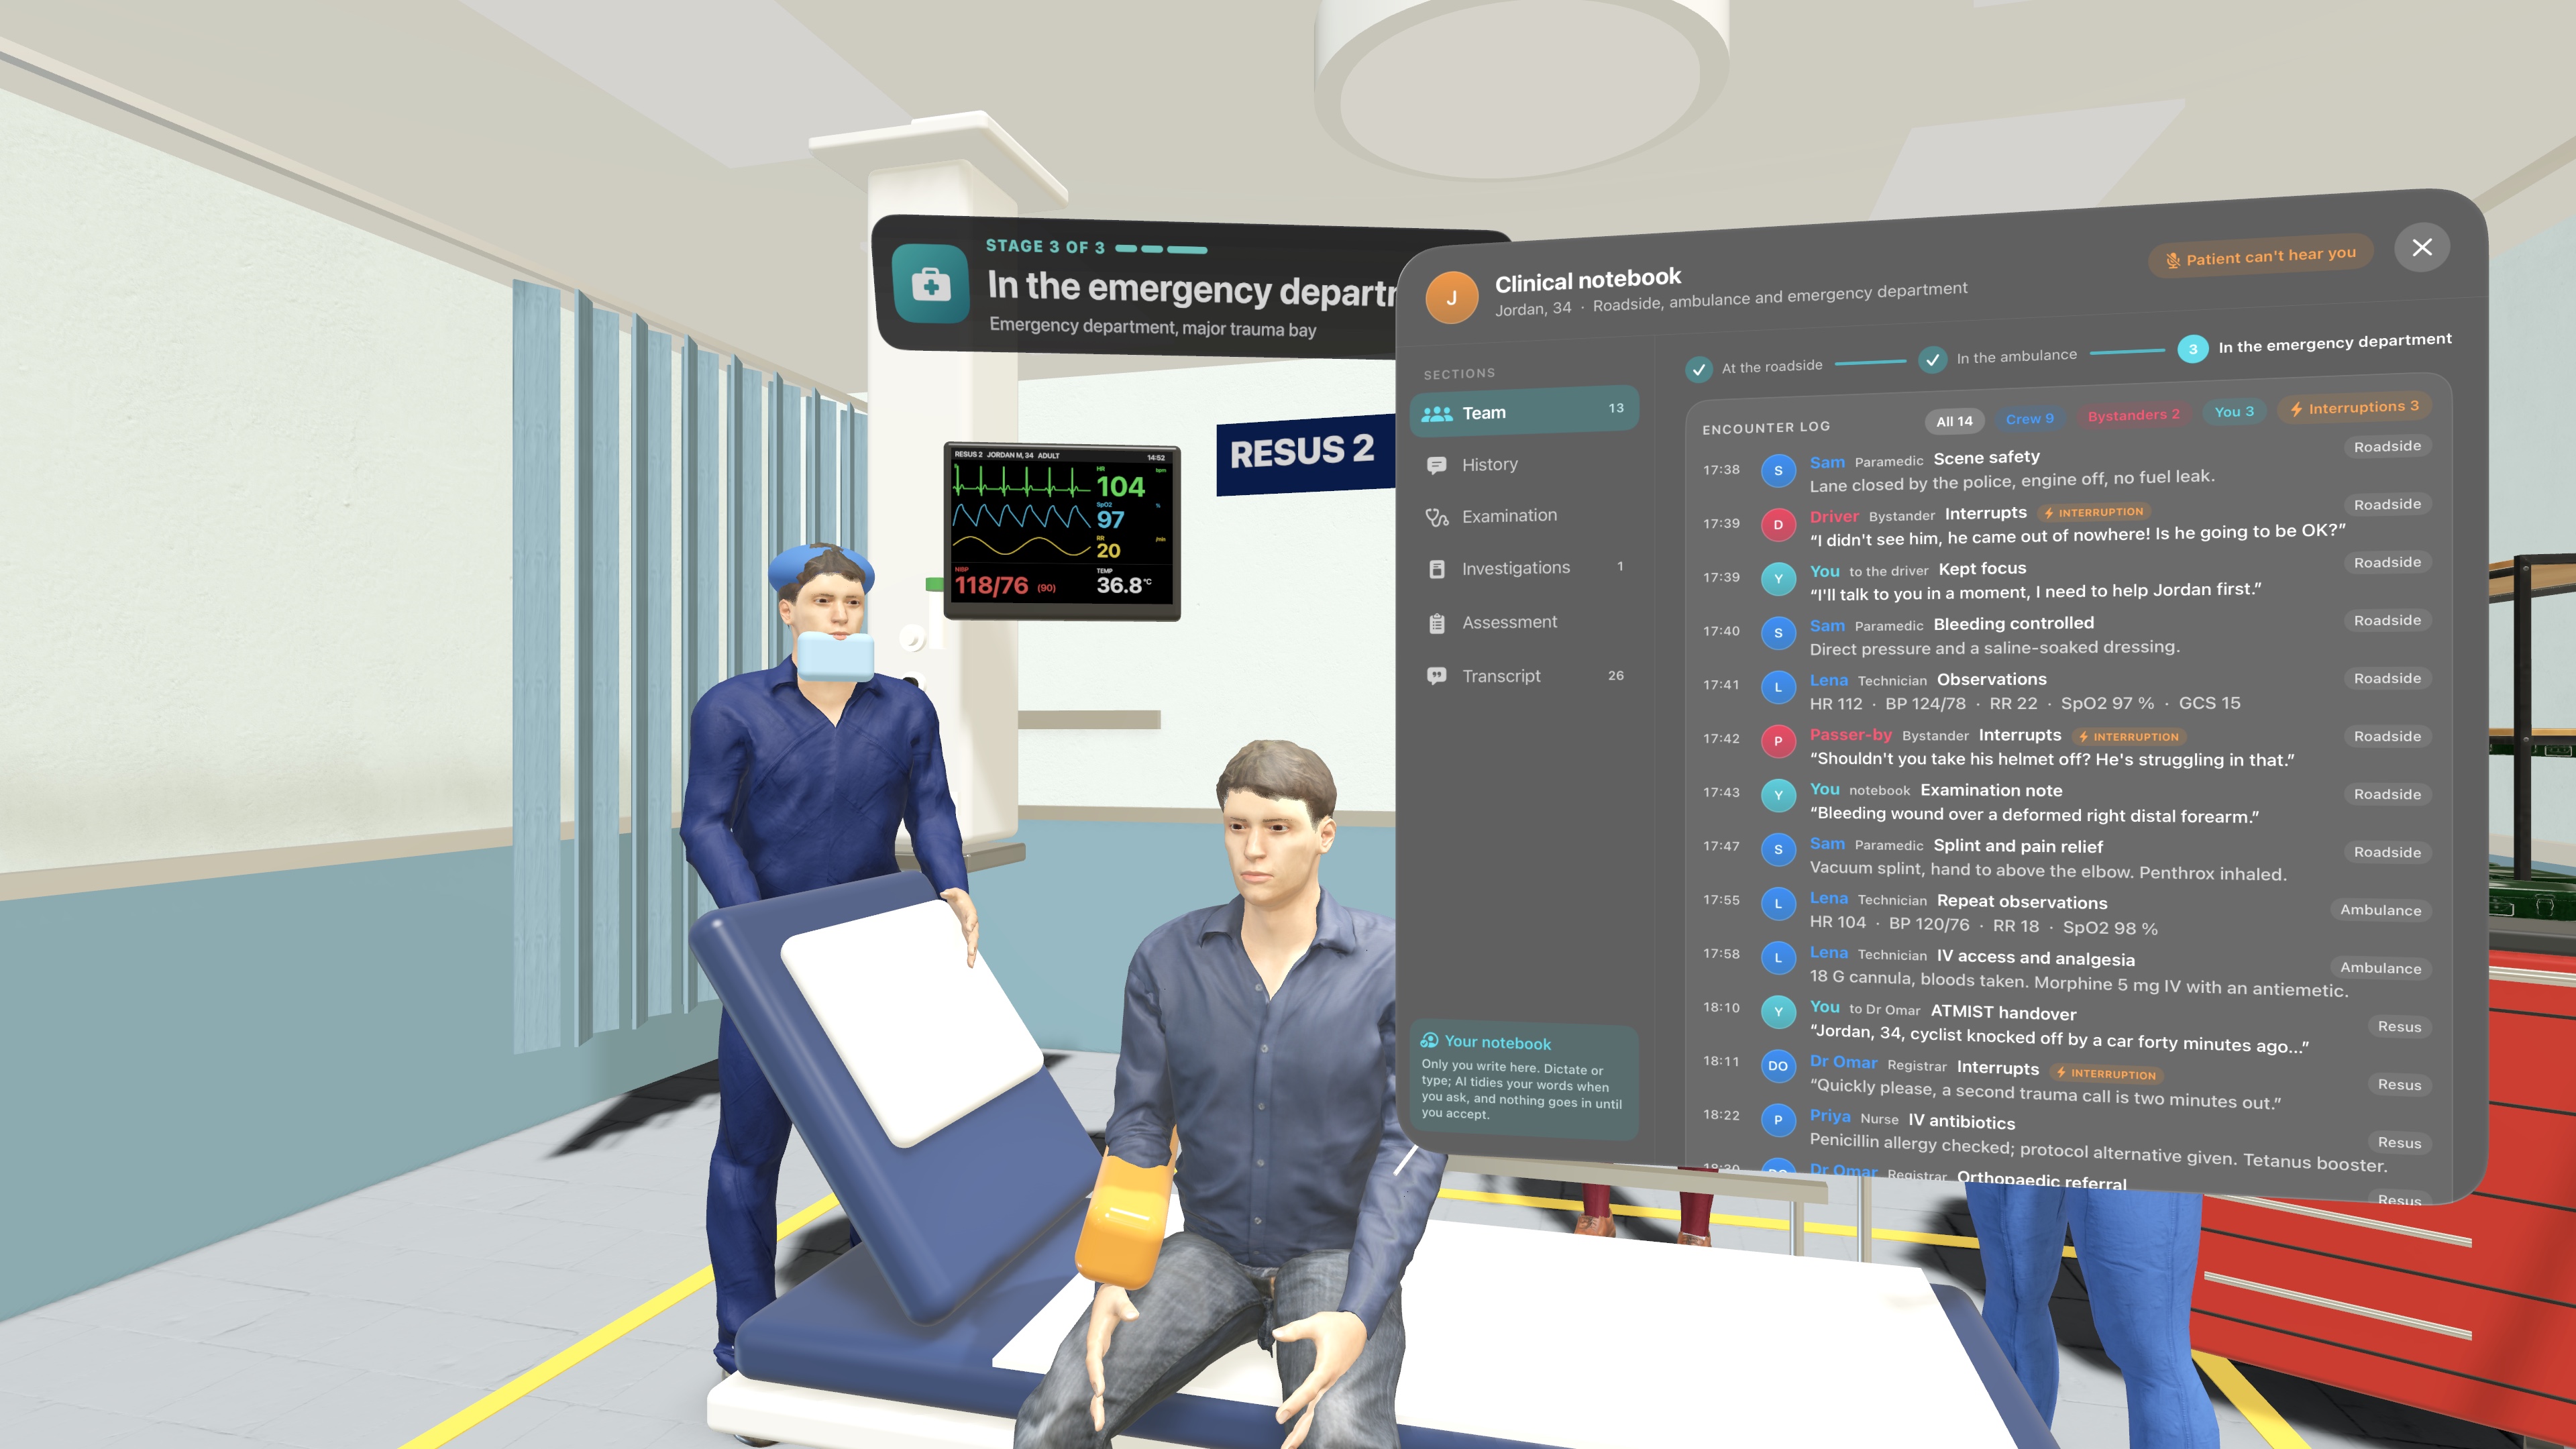 STAGE 3 OF 3
In the emergency departr
Emergency department, major trauma bay
RESUS 2 JORDAN M, 34 ADULT 14:52
HR bpm
104
SpO2 %
97
RR /min
20
NIBP
118/76 (90)
TEMP
36.8 °C
RESUS 2
J
Clinical notebook
Jordan, 34 · Roadside, ambulance and emergency department
Patient can't hear you
SECTIONS
Team 13
History
Examination
Investigations 1
Assessment
Transcript 26
Your notebook
Only you write here. Dictate or
type; AI tidies your words when
you ask, and nothing goes in until
you accept.
At the roadside
In the ambulance
3 In the emergency department
ENCOUNTER LOG
All 14 Crew 9 Bystanders 2 You 3 Interruptions 3
17:38 S Sam Paramedic Scene safety Roadside
Lane closed by the police, engine off, no fuel leak.
17:39 D Driver Bystander Interrupts INTERRUPTION Roadside
“I didn't see him, he came out of nowhere! Is he going to be OK?”
17:39 Y You to the driver Kept focus Roadside
“I'll talk to you in a moment, I need to help Jordan first.”
17:40 S Sam Paramedic Bleeding controlled Roadside
Direct pressure and a saline-soaked dressing.
17:41 L Lena Technician Observations Roadside
HR 112 · BP 124/78 · RR 22 · SpO2 97 % · GCS 15
17:42 P Passer-by Bystander Interrupts INTERRUPTION Roadside
“Shouldn't you take his helmet off? He's struggling in that.”
17:43 Y You notebook Examination note Roadside
“Bleeding wound over a deformed right distal forearm.”
17:47 S Sam Paramedic Splint and pain relief Roadside
Vacuum splint, hand to above the elbow. Penthrox inhaled.
17:55 L Lena Technician Repeat observations Ambulance
HR 104 · BP 120/76 · RR 18 · SpO2 98 %
17:58 L Lena Technician IV access and analgesia Ambulance
18 G cannula, bloods taken. Morphine 5 mg IV with an antiemetic.
18:10 Y You to Dr Omar ATMIST handover Resus
“Jordan, 34, cyclist knocked off by a car forty minutes ago...”
18:11 DO Dr Omar Registrar Interrupts INTERRUPTION Resus
“Quickly please, a second trauma call is two minutes out.”
18:22 P Priya Nurse IV antibiotics Resus
Penicillin allergy checked; protocol alternative given. Tetanus booster.
18:30 DO Dr Omar Registrar Orthopaedic referral Resus